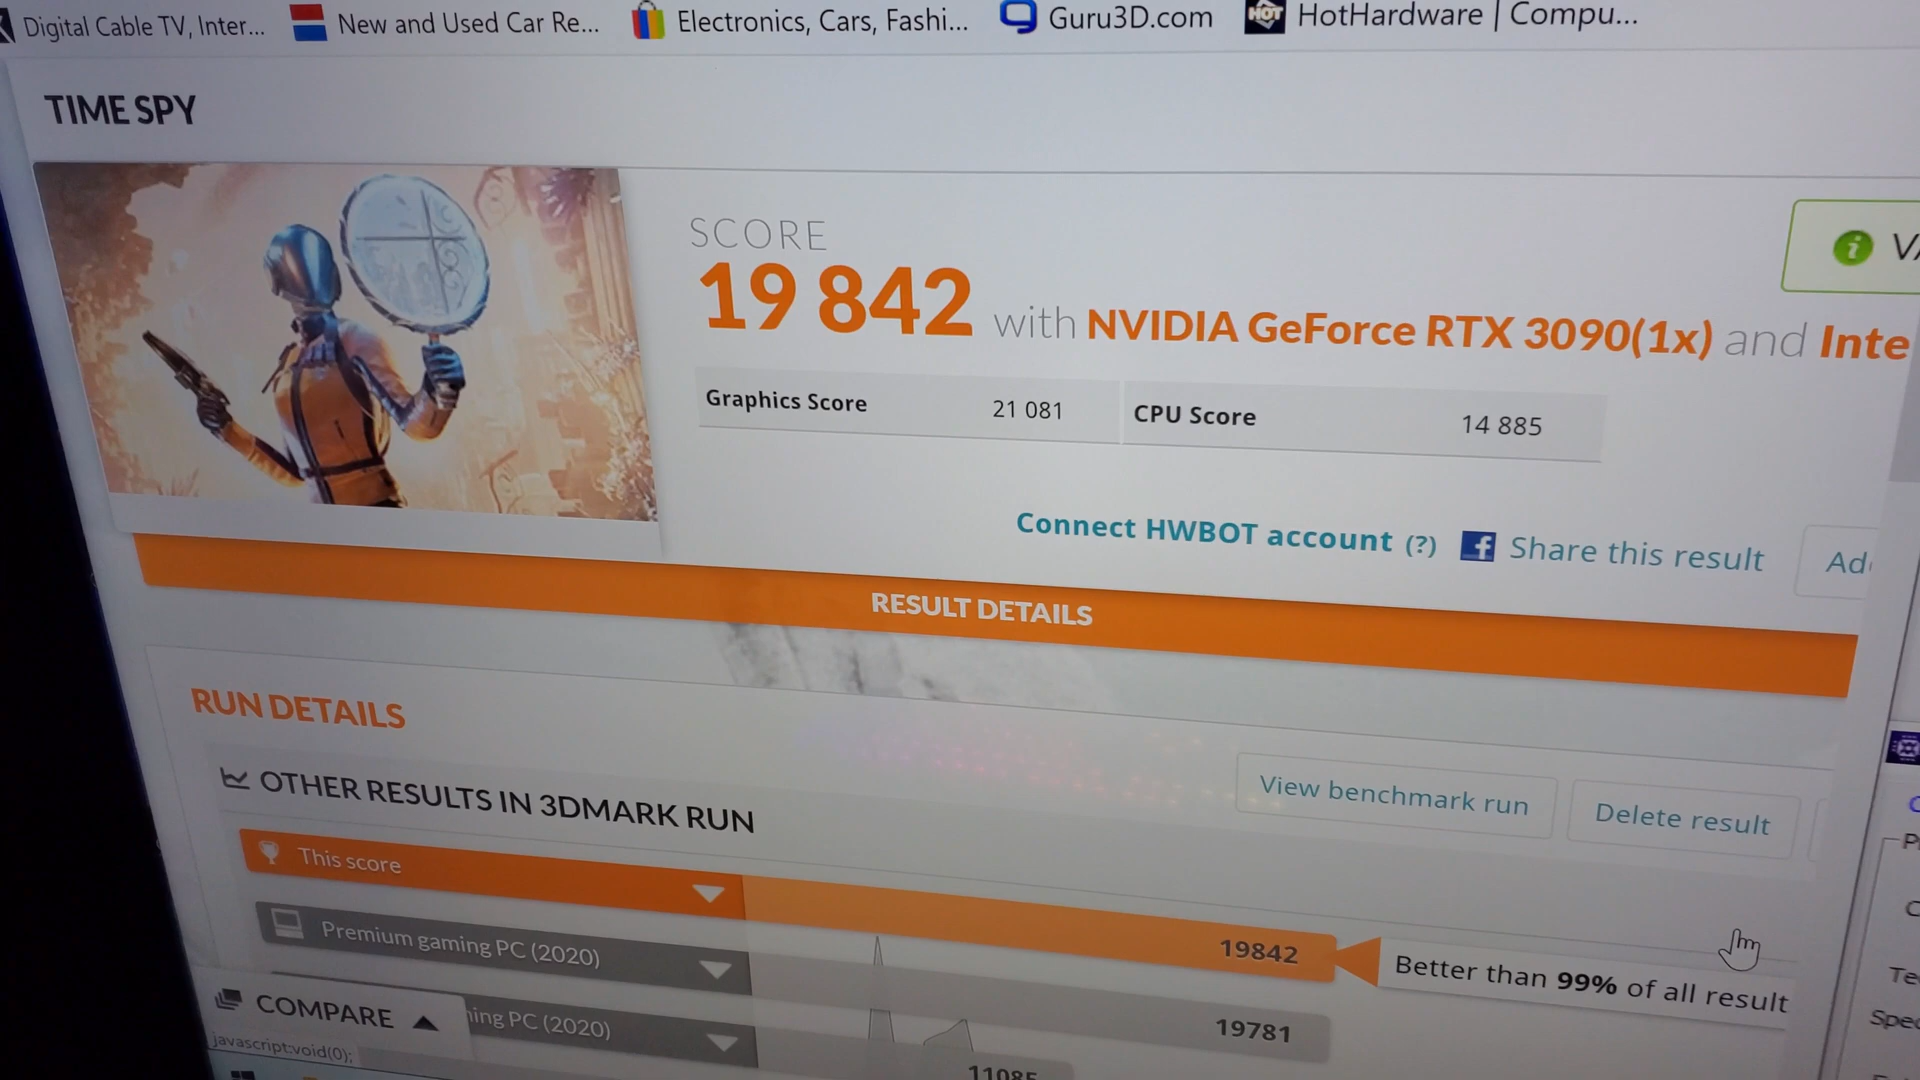 Digital Cable TV, Inter... New and Used Car Re... Electronics, Cars, Fashi... Guru3D.com HOT HotHardware | Compu...
TIME SPY
SCORE
19 842 with NVIDIA GeForce RTX 3090(1x) and Inte
Graphics Score 21 081 CPU Score 14 885
Connect HWBOT account (?) f Share this result
RESULT DETAILS
RUN DETAILS
OTHER RESULTS IN 3DMARK RUN
View benchmark run Delete result
This score 19842 Better than 99% of all result
Premium gaming PC (2020) 19781
COMPARE ing PC (2020)
javascript:void(0);